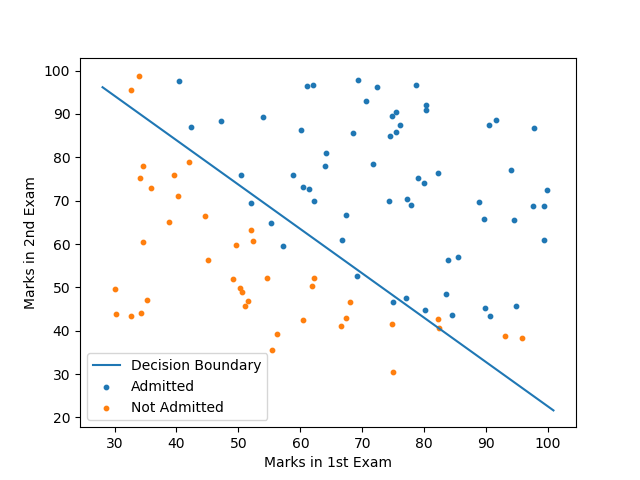 100
90
80
70
60
50
40
30
20
Marks in 2nd Exam
Decision Boundary
Admitted
Not Admitted
30 40 50 60 70 80 90 100
Marks in 1st Exam